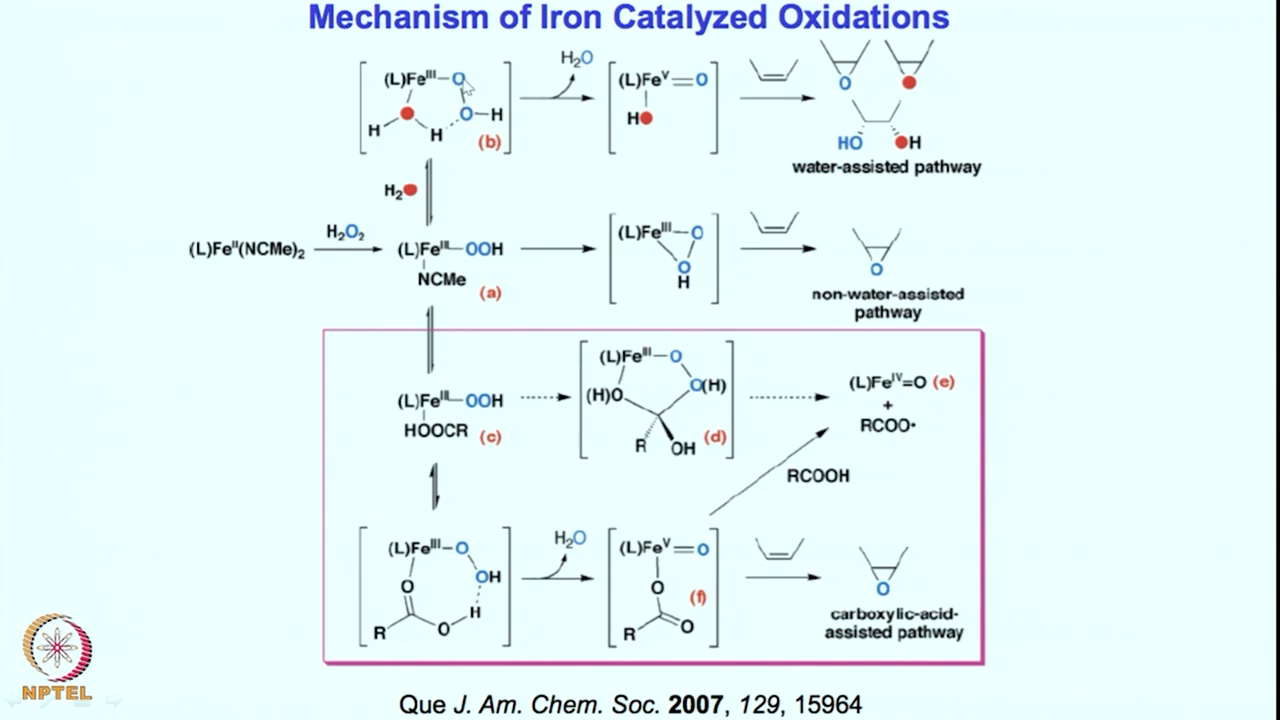 Mechanism of Iron Catalyzed Oxidations
(L)Feᴵᴵᴵ–O
H
H
O–H
(b)
H₂O
(L)Feⱽ=O
H●
O
HO
●H
water-assisted pathway
H₂●
(L)Feᴵᴵ(NCMe)₂
H₂O₂
(L)Feᴵᴵᴵ–OOH
NCMe
(a)
(L)Feᴵᴵᴵ–O
O
H
O
non-water-assisted
pathway
(L)Feᴵᴵᴵ–OOH
HOOCR
(c)
(L)Feᴵᴵᴵ–O
(H)O
O(H)
R
OH
(d)
(L)Feᴵⱽ=O (e)
+
RCOO•
RCOOH
(L)Feᴵᴵᴵ–O
OH
O
H
R
O
H₂O
(L)Feⱽ=O
O
(f)
R
O
O
carboxylic-acid-
assisted pathway
NPTEL
Que J. Am. Chem. Soc. 2007, 129, 15964